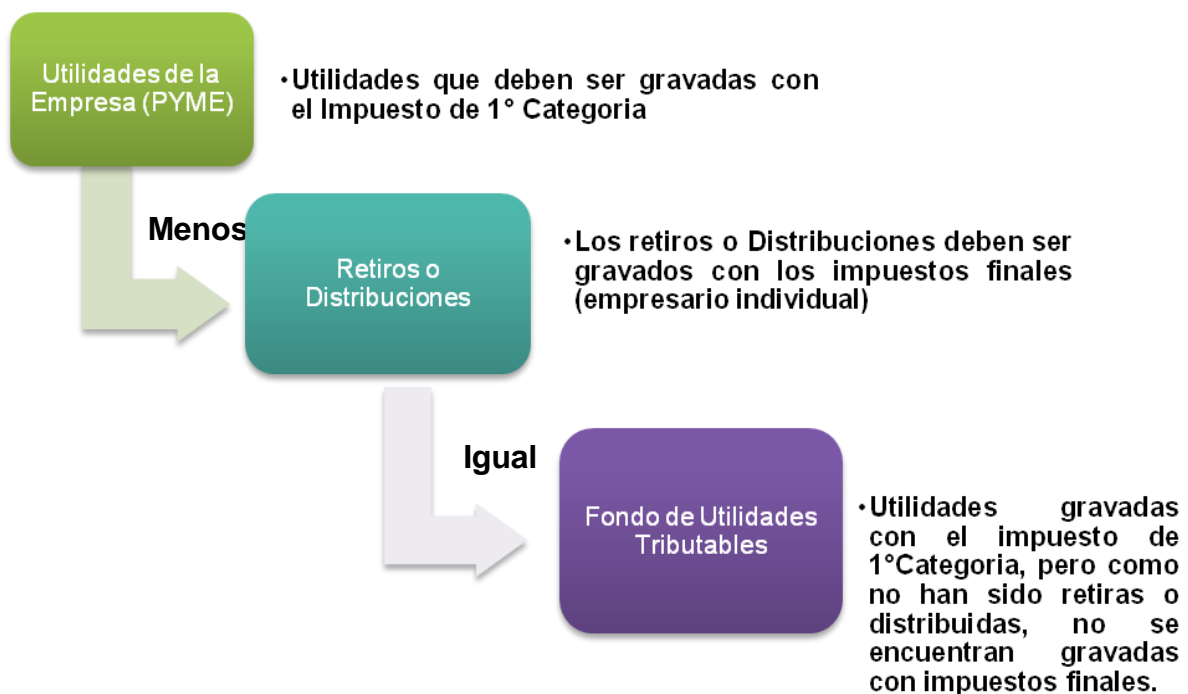 Utilidades de la
Empresa (PYME)
·Utilidades que deben ser gravadas con
el Impuesto de 1° Categoria
Menos
Retiros o
Distribuciones
·Los retiros o Distribuciones deben ser
gravados con los impuestos finales
(empresario individual)
Igual
Fondo de Utilidades
Tributables
·Utilidades gravadas
con el impuesto de
1°Categoria, pero como
no han sido retiras o
distribuidas, no se
encuentran gravadas
con impuestos finales.